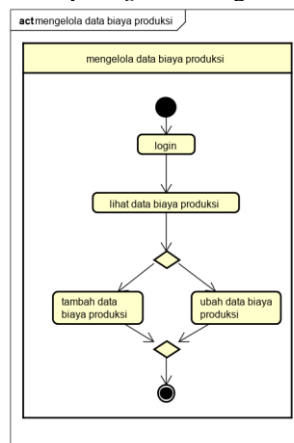 act mengelola data biaya produksi
mengelola data biaya produksi
login
lihat data biaya produksi
tambah data
biaya produksi
ubah data biaya
produksi